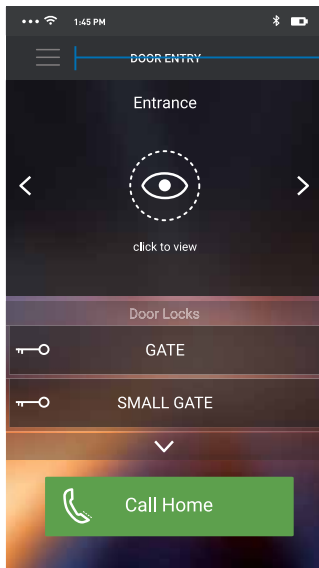 1:45 PM
DOOR ENTRY
Entrance
click to view
Door Locks
GATE
SMALL GATE
Call Home